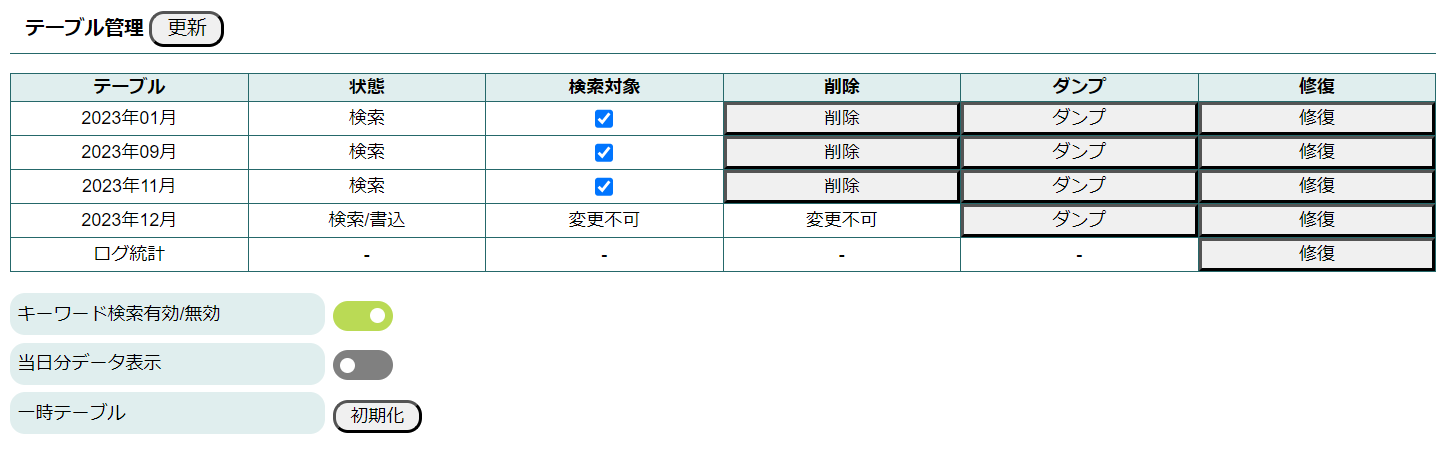 テーブル管理 更新
テーブル 状態 検索対象 削除 ダンプ 修復
2023年01月 検索 削除 ダンプ 修復
2023年09月 検索 削除 ダンプ 修復
2023年11月 検索 削除 ダンプ 修復
2023年12月 検索/書込 変更不可 変更不可 ダンプ 修復
ログ統計 - - - - 修復
キーワード検索有効/無効
当日分データ表示
一時テーブル 初期化